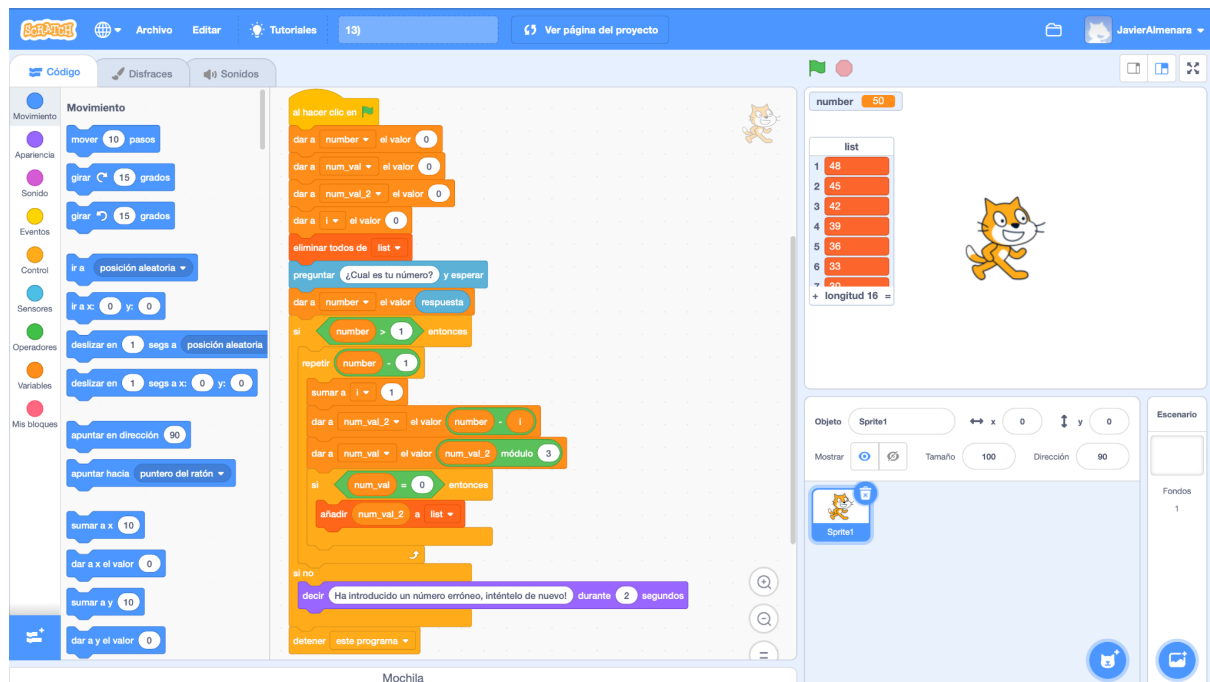 SCRATCH
Archivo
Editar
Tutoriales
13)
Ver página del proyecto
JavierAlmenara
Código
Disfraces
Sonidos
Movimiento
Apariencia
Sonido
Eventos
Control
Sensores
Operadores
Variables
Mis bloques
Movimiento
mover 10 pasos
girar 15 grados
girar 15 grados
ir a posición aleatoria
ir a x: 0 y: 0
deslizar en 1 segs a posición aleatoria
deslizar en 1 segs a x: 0 y: 0
apuntar en dirección 90
apuntar hacia puntero del ratón
sumar a x 10
dar a x el valor 0
sumar a y 10
dar a y el valor 0
al hacer clic en
dar a number el valor 0
dar a num_val el valor 0
dar a num_val_2 el valor 0
dar a i el valor 0
eliminar todos de list
preguntar ¿Cual es tu número? y esperar
dar a number el valor respuesta
si number > 1 entonces
repetir number - 1
sumar a i 1
dar a num_val_2 el valor number - i
dar a num_val el valor num_val_2 módulo 3
si num_val = 0 entonces
añadir num_val_2 a list
si no
decir Ha introducido un número erróneo, inténtelo de nuevo! durante 2 segundos
detener este programa
Mochila
number 50
list
1 48
2 45
3 42
4 39
5 36
6 33
7 30
+ longitud 16 =
Objeto Sprite1 x 0 y 0
Mostrar Tamaño 100 Dirección 90
Sprite1
Escenario
Fondos
1